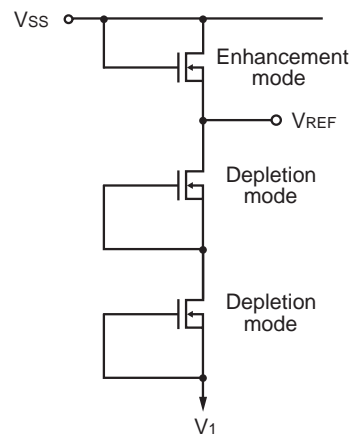 VSS
Enhancement
mode
VREF
Depletion
mode
Depletion
mode
V1